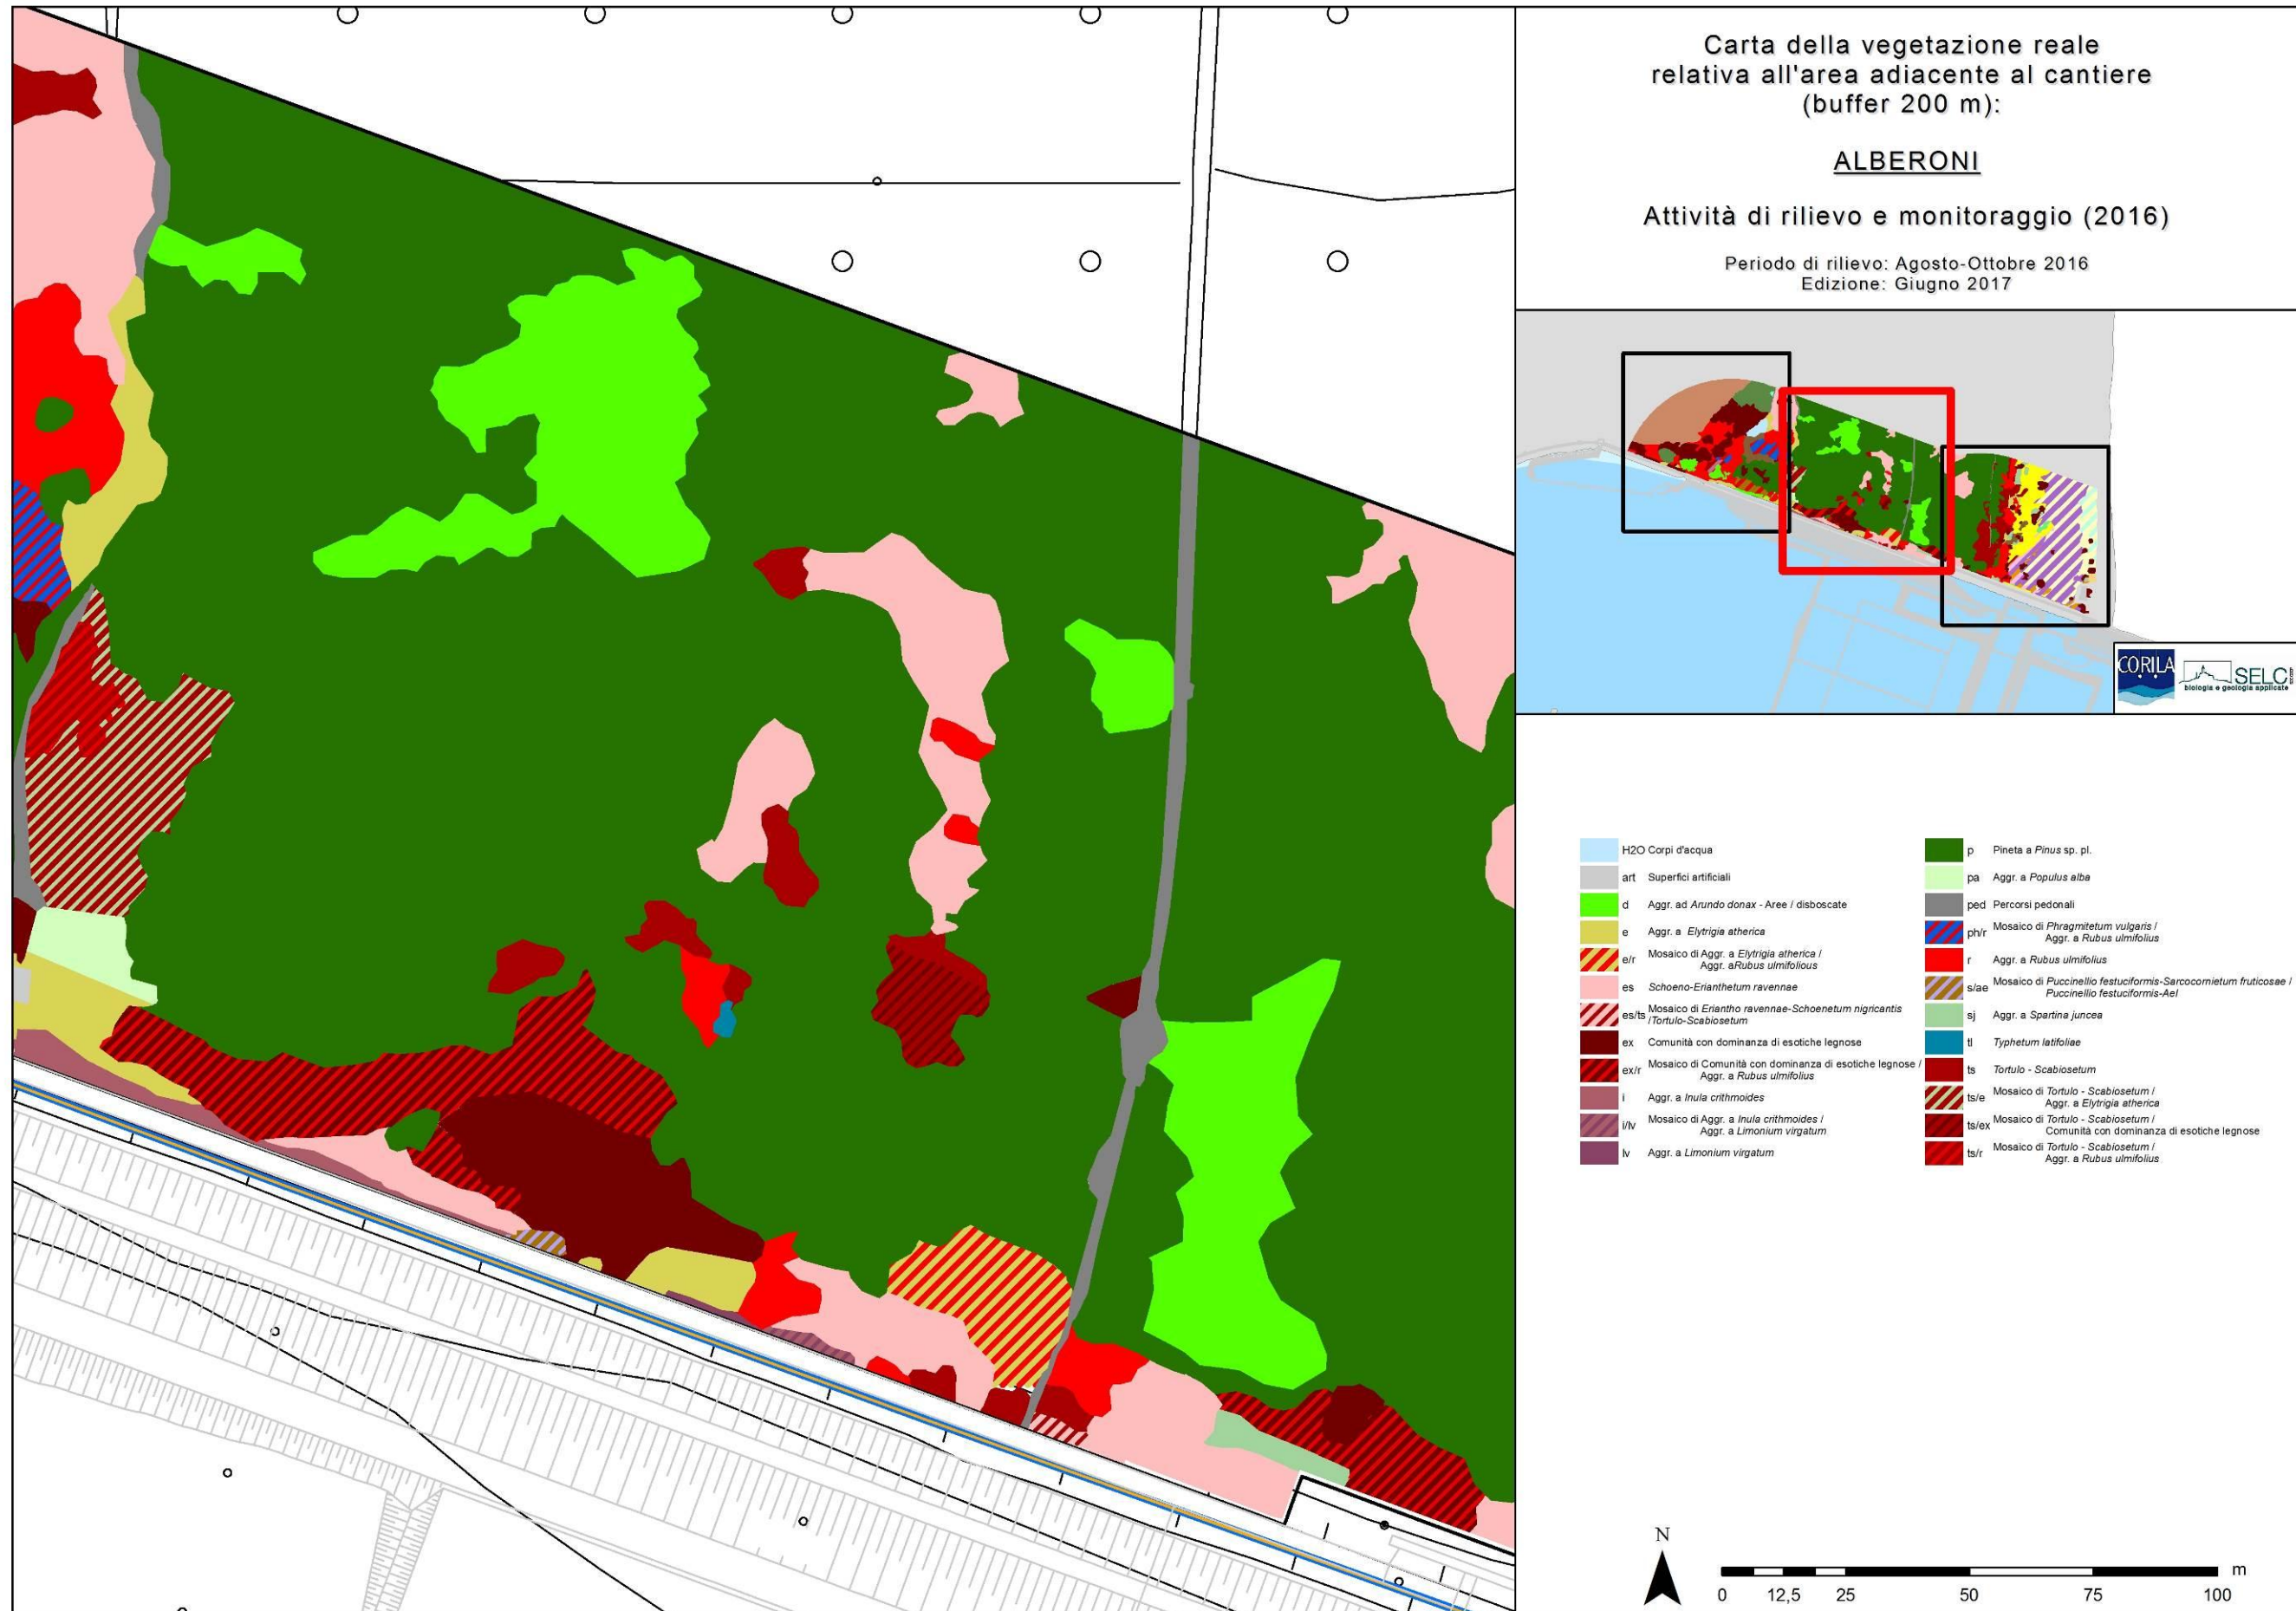 Carta della vegetazione reale
relativa all'area adiacente al cantiere
(buffer 200 m):
ALBERONI
Attività di rilievo e monitoraggio (2016)
Periodo di rilievo: Agosto-Ottobre 2016
Edizione: Giugno 2017
CORILA
SELC
biologia e geologia applicate
H2O Corpi d'acqua
art Superfici artificiali
d Aggr. ad Arundo donax - Aree / disboscate
e Aggr. a Elytrigia atherica
e/r Mosaico di Aggr. a Elytrigia atherica /
Aggr. aRubus ulmifolious
es Schoeno-Erianthetum ravennae
es/ts Mosaico di Eriantho ravennae-Schoenetum nigricantis
/Tortulo-Scabiosetum
ex Comunità con dominanza di esotiche legnose
ex/r Mosaico di Comunità con dominanza di esotiche legnose /
Aggr. a Rubus ulmifolius
i Aggr. a Inula crithmoides
i/lv Mosaico di Aggr. a Inula crithmoides /
Aggr. a Limonium virgatum
lv Aggr. a Limonium virgatum
p Pineta a Pinus sp. pl.
pa Aggr. a Populus alba
ped Percorsi pedonali
ph/r Mosaico di Phragmitetum vulgaris /
Aggr. a Rubus ulmifolius
r Aggr. a Rubus ulmifolius
s/ae Mosaico di Puccinellio festuciformis-Sarcocornietum fruticosae /
Puccinellio festuciformis-Ael
sj Aggr. a Spartina juncea
tl Typhetum latifoliae
ts Tortulo - Scabiosetum
ts/e Mosaico di Tortulo - Scabiosetum /
Aggr. a Elytrigia atherica
ts/ex Mosaico di Tortulo - Scabiosetum /
Comunità con dominanza di esotiche legnose
ts/r Mosaico di Tortulo - Scabiosetum /
Aggr. a Rubus ulmifolius
N
m
0 12,5 25 50 75 100